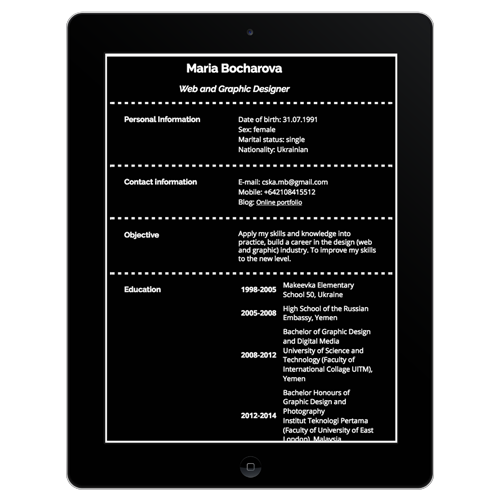 Maria Bocharova
Web and Graphic Designer
Personal Information
Date of birth: 31.07.1991
Sex: female
Marital status: single
Nationality: Ukrainian
Contact information
E-mail: cska.mb@gmail.com
Mobile: +642108415512
Blog: Online portfolio
Objective
Apply my skills and knowledge into
practice, build a career in the design (web
and graphic) industry. To improve my skills
to the new level.
Education
1998-2005
Makeevka Elementary
School 50, Ukraine
2005-2008
High School of the Russian
Embassy, Yemen
2008-2012
Bachelor of Graphic Design
and Digital Media
University of Science and
Technology (Faculty of
International Collage UITM),
Yemen
2012-2014
Bachelor Honours of
Graphic Design and
Photography
Institut Teknologi Pertama
(Faculty of University of East
London), Malaysia